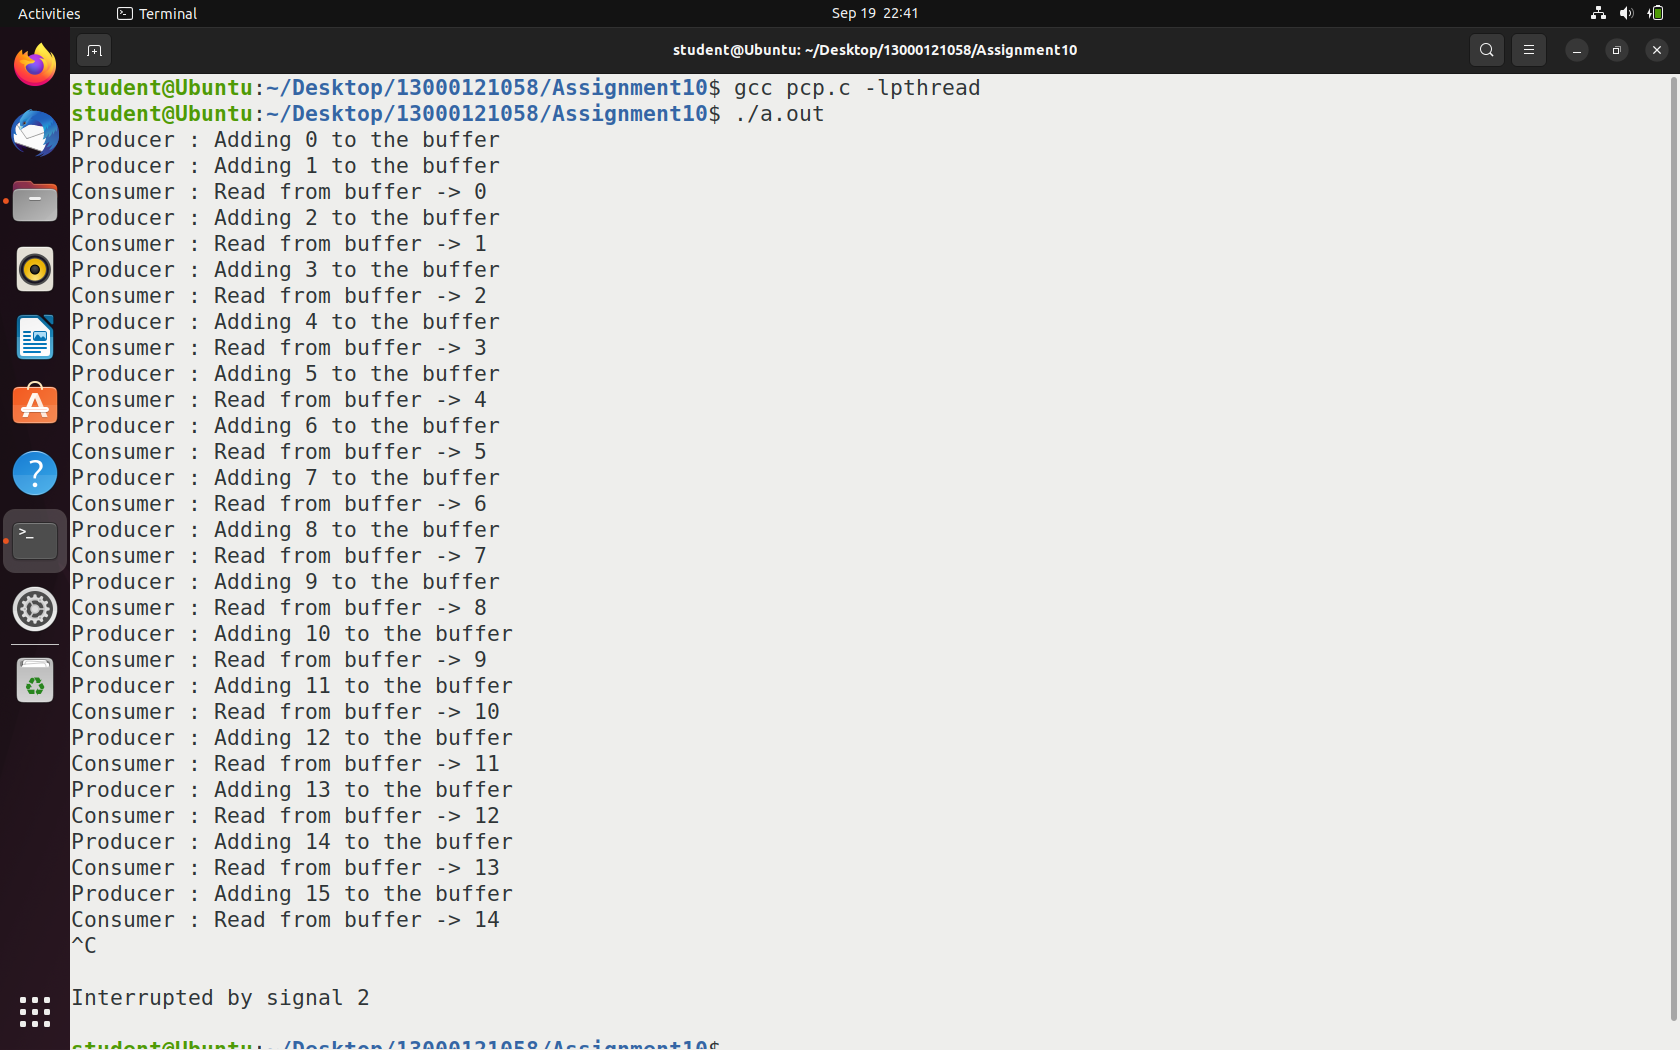 Activities
Terminal
Sep 19 22:41
student@Ubuntu: ~/Desktop/13000121058/Assignment10
student@Ubuntu:~/Desktop/13000121058/Assignment10$ gcc pcp.c -lpthread
student@Ubuntu:~/Desktop/13000121058/Assignment10$ ./a.out
Producer : Adding 0 to the buffer
Producer : Adding 1 to the buffer
Consumer : Read from buffer -> 0
Producer : Adding 2 to the buffer
Consumer : Read from buffer -> 1
Producer : Adding 3 to the buffer
Consumer : Read from buffer -> 2
Producer : Adding 4 to the buffer
Consumer : Read from buffer -> 3
Producer : Adding 5 to the buffer
Consumer : Read from buffer -> 4
Producer : Adding 6 to the buffer
Consumer : Read from buffer -> 5
Producer : Adding 7 to the buffer
Consumer : Read from buffer -> 6
Producer : Adding 8 to the buffer
Consumer : Read from buffer -> 7
Producer : Adding 9 to the buffer
Consumer : Read from buffer -> 8
Producer : Adding 10 to the buffer
Consumer : Read from buffer -> 9
Producer : Adding 11 to the buffer
Consumer : Read from buffer -> 10
Producer : Adding 12 to the buffer
Consumer : Read from buffer -> 11
Producer : Adding 13 to the buffer
Consumer : Read from buffer -> 12
Producer : Adding 14 to the buffer
Consumer : Read from buffer -> 13
Producer : Adding 15 to the buffer
Consumer : Read from buffer -> 14
^C
Interrupted by signal 2
student@Ubuntu:~/Desktop/13000121058/Assignment10$